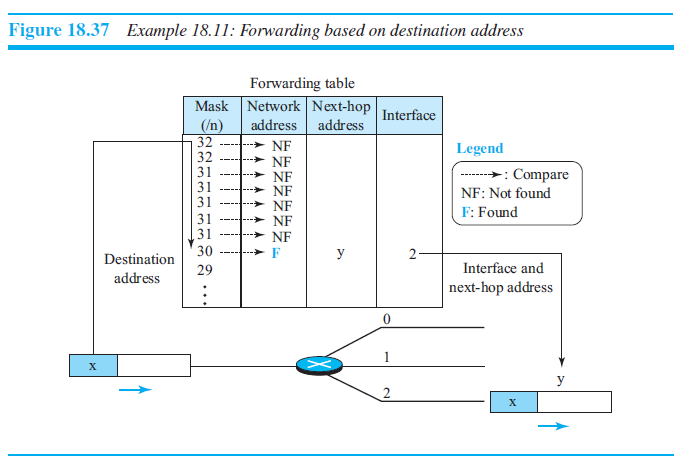 Figure 18.37 Example 18.11: Forwarding based on destination address
Forwarding table
Mask (/n) Network address Next-hop address Interface
32 NF
32 NF
31 NF
31 NF
31 NF
31 NF
31 NF
30 F y 2
29
Legend
: Compare
NF: Not found
F: Found
Destination
address
Interface and
next-hop address
0
1
2
x
y
x